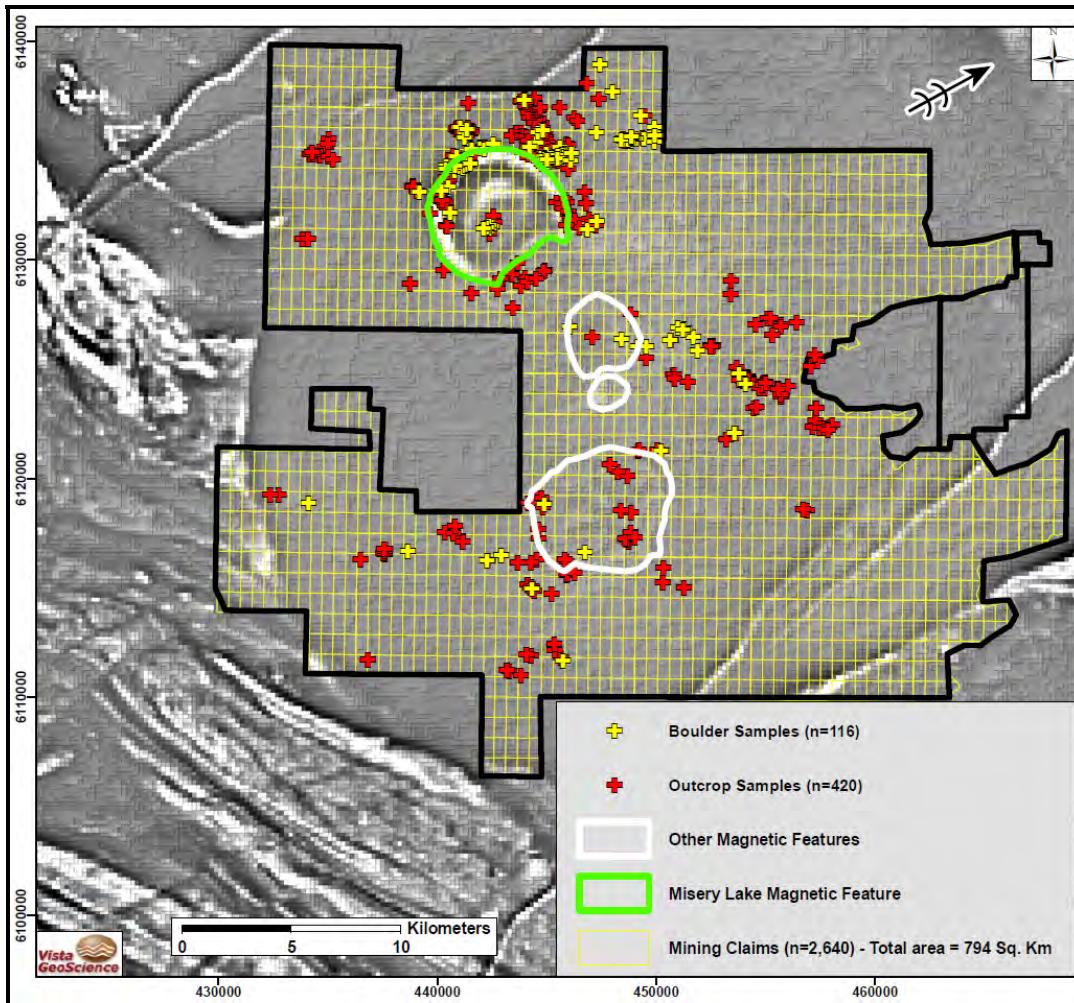 N
6140000
6130000
6120000
6110000
6100000
Boulder Samples (n=116)
Outcrop Samples (n=420)
Other Magnetic Features
Misery Lake Magnetic Feature
Mining Claims (n=2,640) - Total area = 794 Sq. Km
Kilometers
0 5 10
Vista
GeoScience
430000 440000 450000 460000